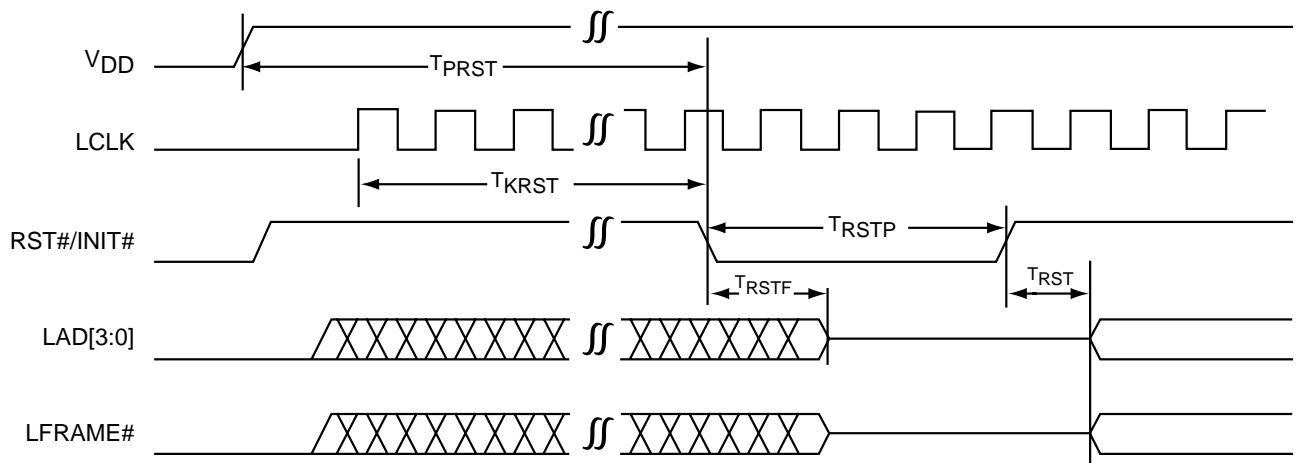 VDD
TPRST
LCLK
TKRST
RST#/INIT#
TRSTP
TRSTF
TRST
LAD[3:0]
LFRAME#